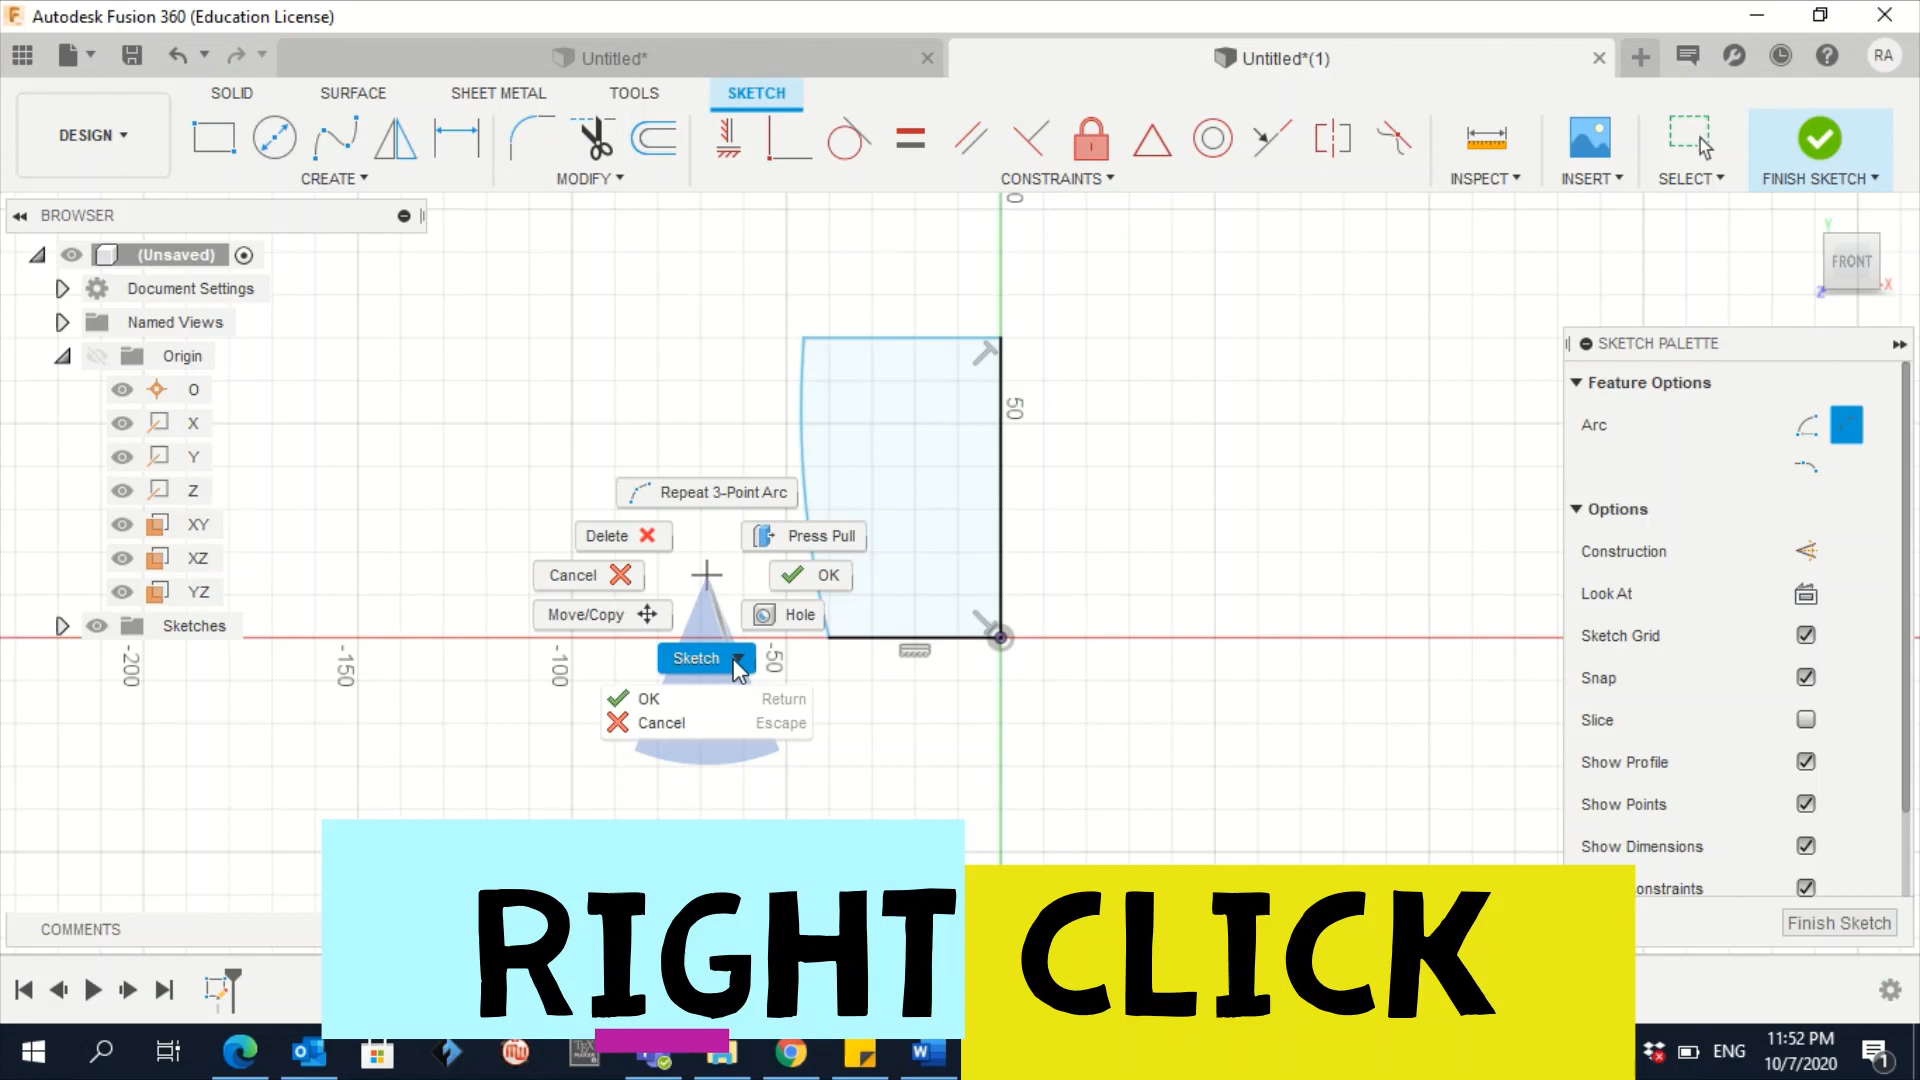 Autodesk Fusion 360 (Education License)
Untitled*
Untitled*(1)
RA
SOLID
SURFACE
SHEET METAL
TOOLS
SKETCH
DESIGN
CREATE
MODIFY
CONSTRAINTS
INSPECT
INSERT
SELECT
FINISH SKETCH
BROWSER
(Unsaved)
Document Settings
Named Views
Origin
O
X
Y
Z
XY
XZ
YZ
Sketches
0
50
-200
-150
-100
-50
Y
FRONT
X
Z
Repeat 3-Point Arc
Delete
Press Pull
Cancel
OK
Move/Copy
Hole
Sketch
OK Return
Cancel Escape
SKETCH PALETTE
Feature Options
Arc
Options
Construction
Look At
Sketch Grid
Snap
Slice
Show Profile
Show Points
Show Dimensions
onstraints
Finish Sketch
COMMENTS
RIGHT CLICK
ENG
11:52 PM
10/7/2020
1